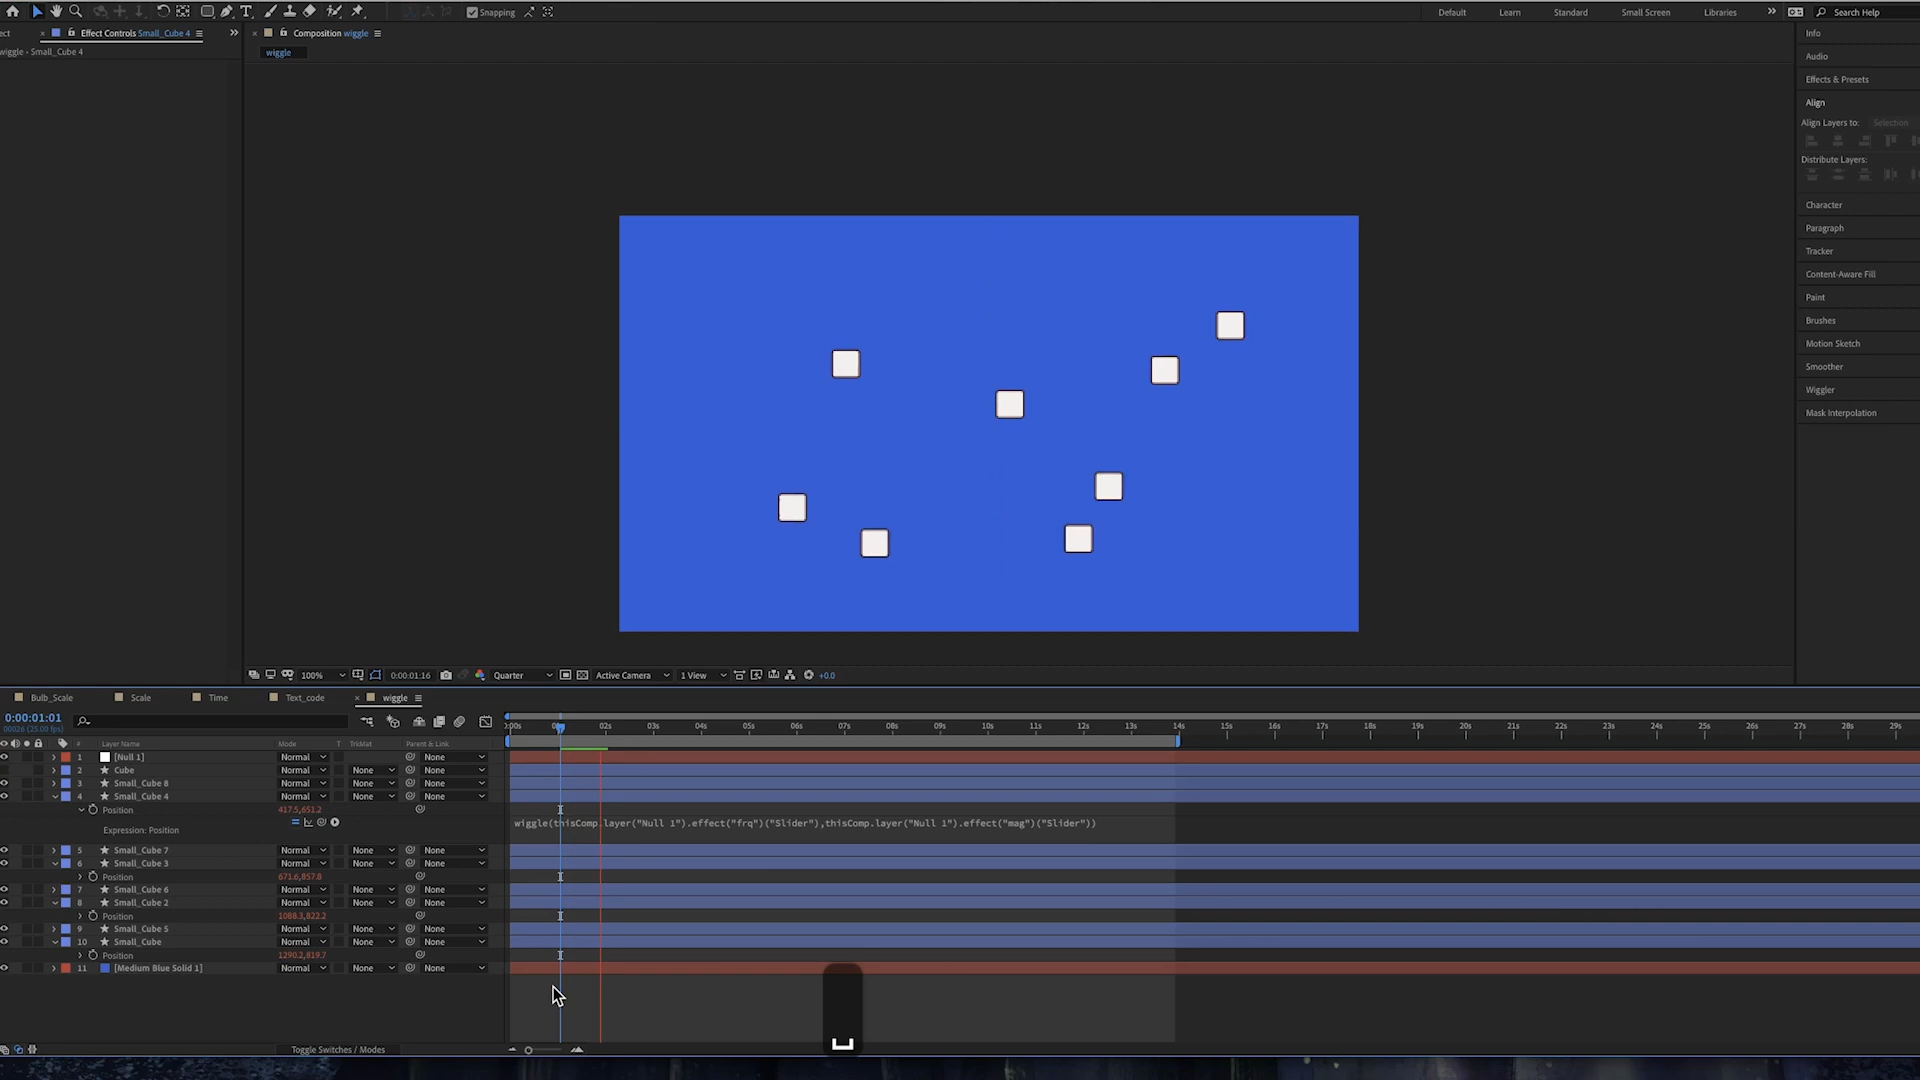 Snapping
Default
Learn
Standard
Small Screen
Libraries
»
Search Help
ect
×
Effect Controls Small_Cube 4
»
×
Composition wiggle
wiggle • Small_Cube 4
wiggle
Info
Audio
Effects & Presets
Align
Align Layers to:
Selection
Distribute Layers:
Character
Paragraph
Tracker
Content-Aware Fill
Paint
Brushes
Motion Sketch
Smoother
Wiggler
Mask Interpolation
100%
0:00:01:16
Quarter
Active Camera
1 View
+0.0
Bulb_Scale
Scale
Time
Text_code
×
wiggle
0:00:01:01
00026 (25.00 fps)
:00s
02s
03s
04s
05s
06s
07s
08s
09s
10s
11s
12s
13s
14s
15s
16s
17s
18s
19s
20s
21s
22s
23s
24s
25s
26s
27s
28s
29s
#
Layer Name
Mode
T
TrkMat
Parent & Link
1 [Null 1] Normal None
2 Cube Normal None None
3 Small_Cube 8 Normal None None
4 Small_Cube 4 Normal None None
Position 417.5,651.2
Expression: Position
wiggle(thisComp.layer("Null 1").effect("frq")("Slider"),thisComp.layer("Null 1").effect("mag")("Slider"))
5 Small_Cube 7 Normal None None
6 Small_Cube 3 Normal None None
Position 671.6,857.8
7 Small_Cube 6 Normal None None
8 Small_Cube 2 Normal None None
Position 1088.3,822.2
9 Small_Cube 5 Normal None None
10 Small_Cube Normal None None
Position 1290.2,819.7
11 [Medium Blue Solid 1] Normal None None
Toggle Switches / Modes